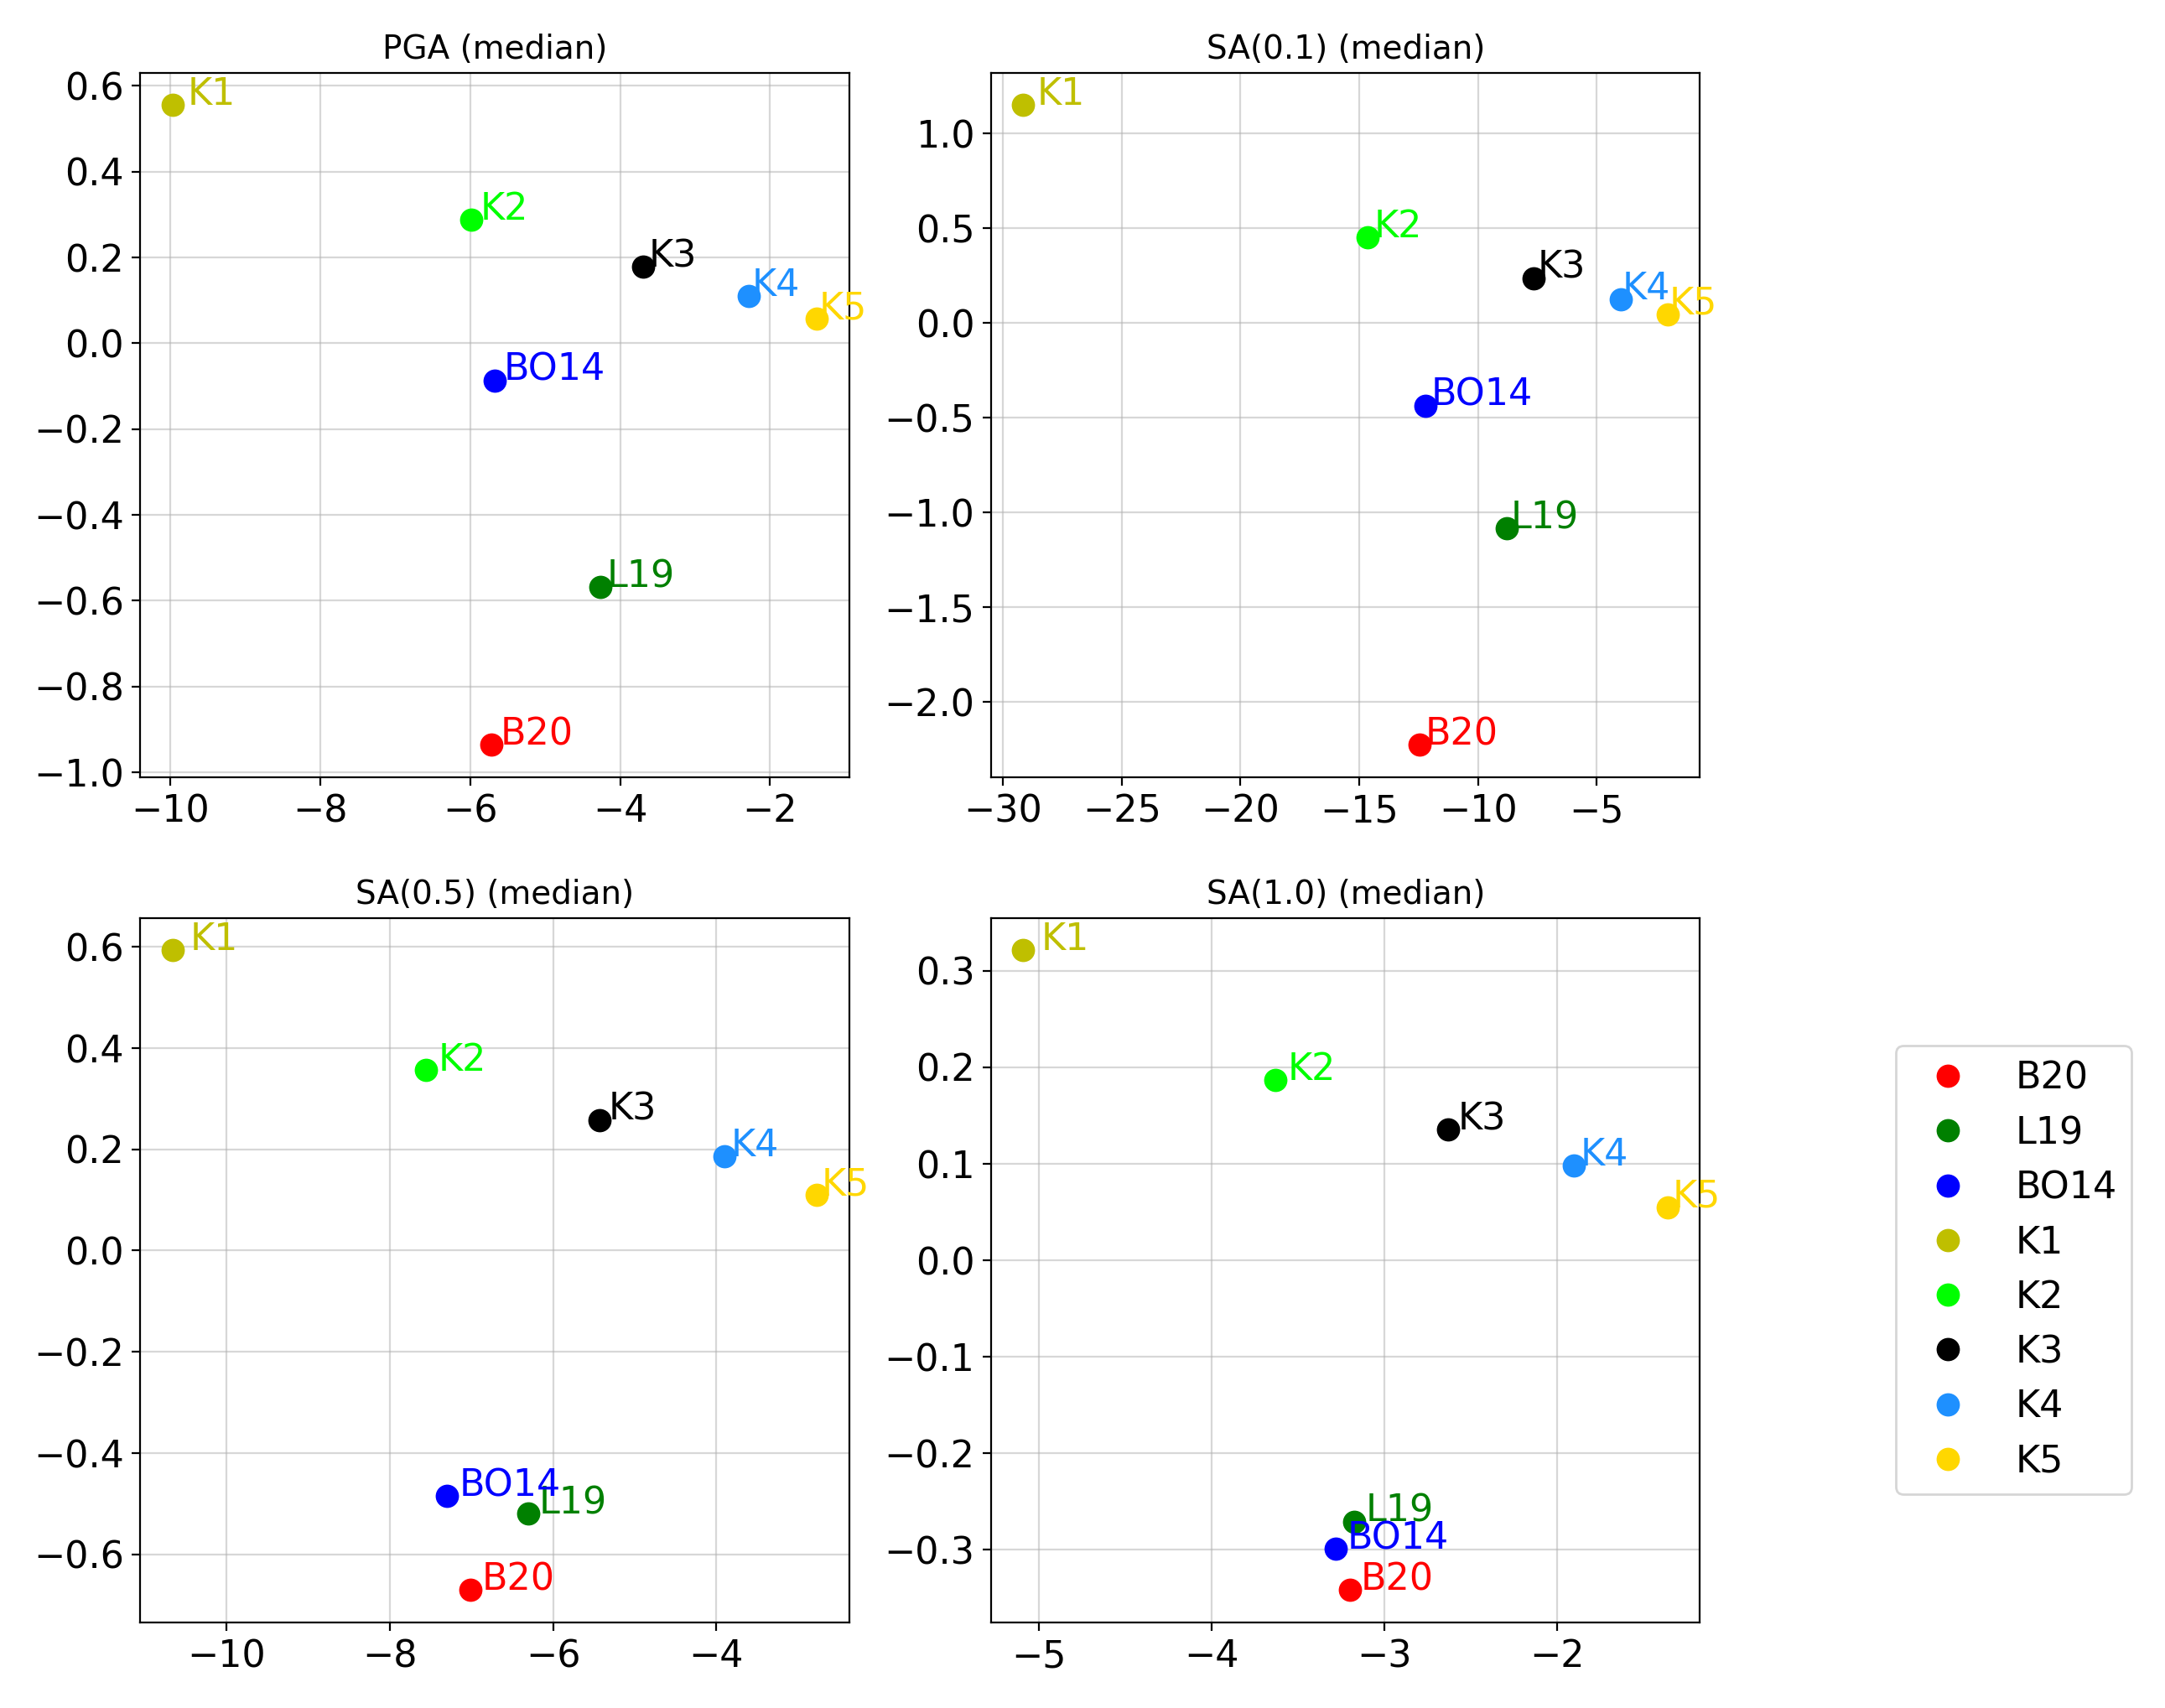 PGA (median)
0.6
0.4
0.2
0.0
−0.2
−0.4
−0.6
−0.8
−1.0
K1
K2
K3
K4
K5
BO14
L19
B20
−10
−8
−6
−4
−2
SA(0.1) (median)
1.0
0.5
0.0
−0.5
−1.0
−1.5
−2.0
K1
K2
K3
K4
K5
BO14
L19
B20
−30
−25
−20
−15
−10
−5
SA(0.5) (median)
0.6
0.4
0.2
0.0
−0.2
−0.4
−0.6
K1
K2
K3
K4
K5
BO14
L19
B20
−10
−8
−6
−4
SA(1.0) (median)
0.3
0.2
0.1
0.0
−0.1
−0.2
−0.3
K1
K2
K3
K4
K5
L19
BO14
B20
−5
−4
−3
−2
B20
L19
BO14
K1
K2
K3
K4
K5